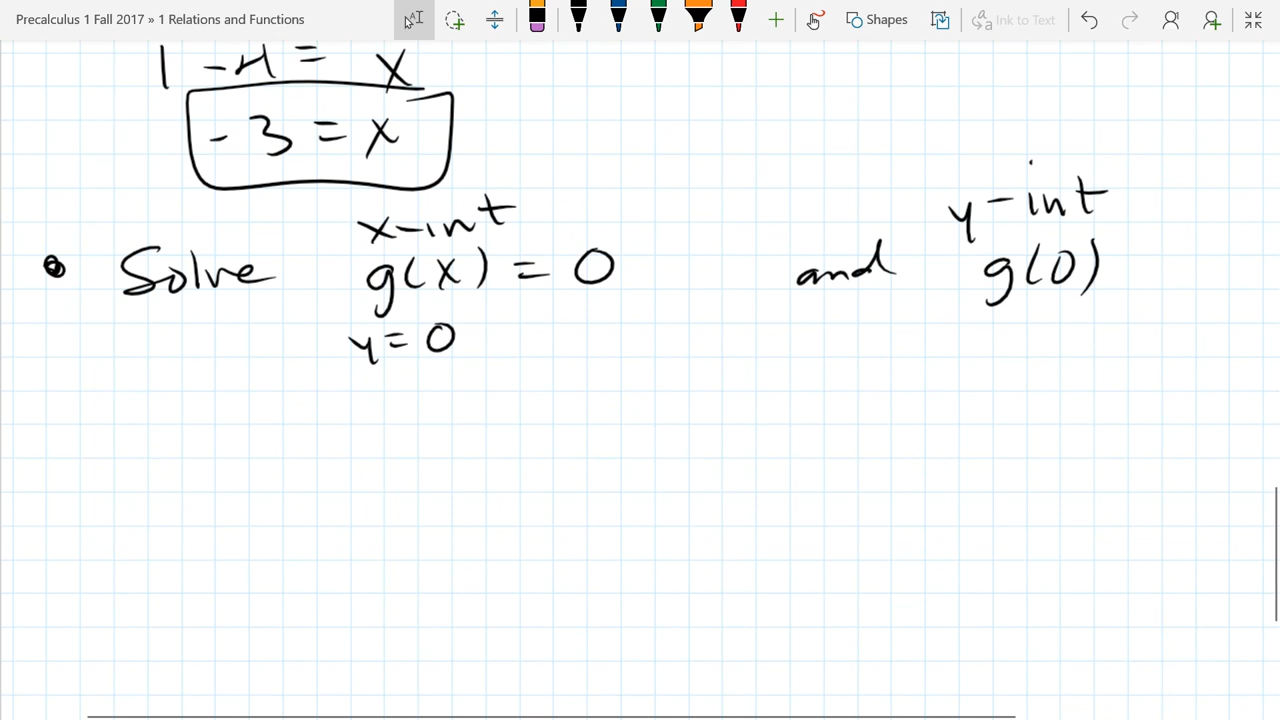 Precalculus 1 Fall 2017 » 1 Relations and Functions
Shapes
Ink to Text
1 - 4 = x
- 3 = x
x-int
y-int
Solve g(x) = 0 and g(0)
y = 0